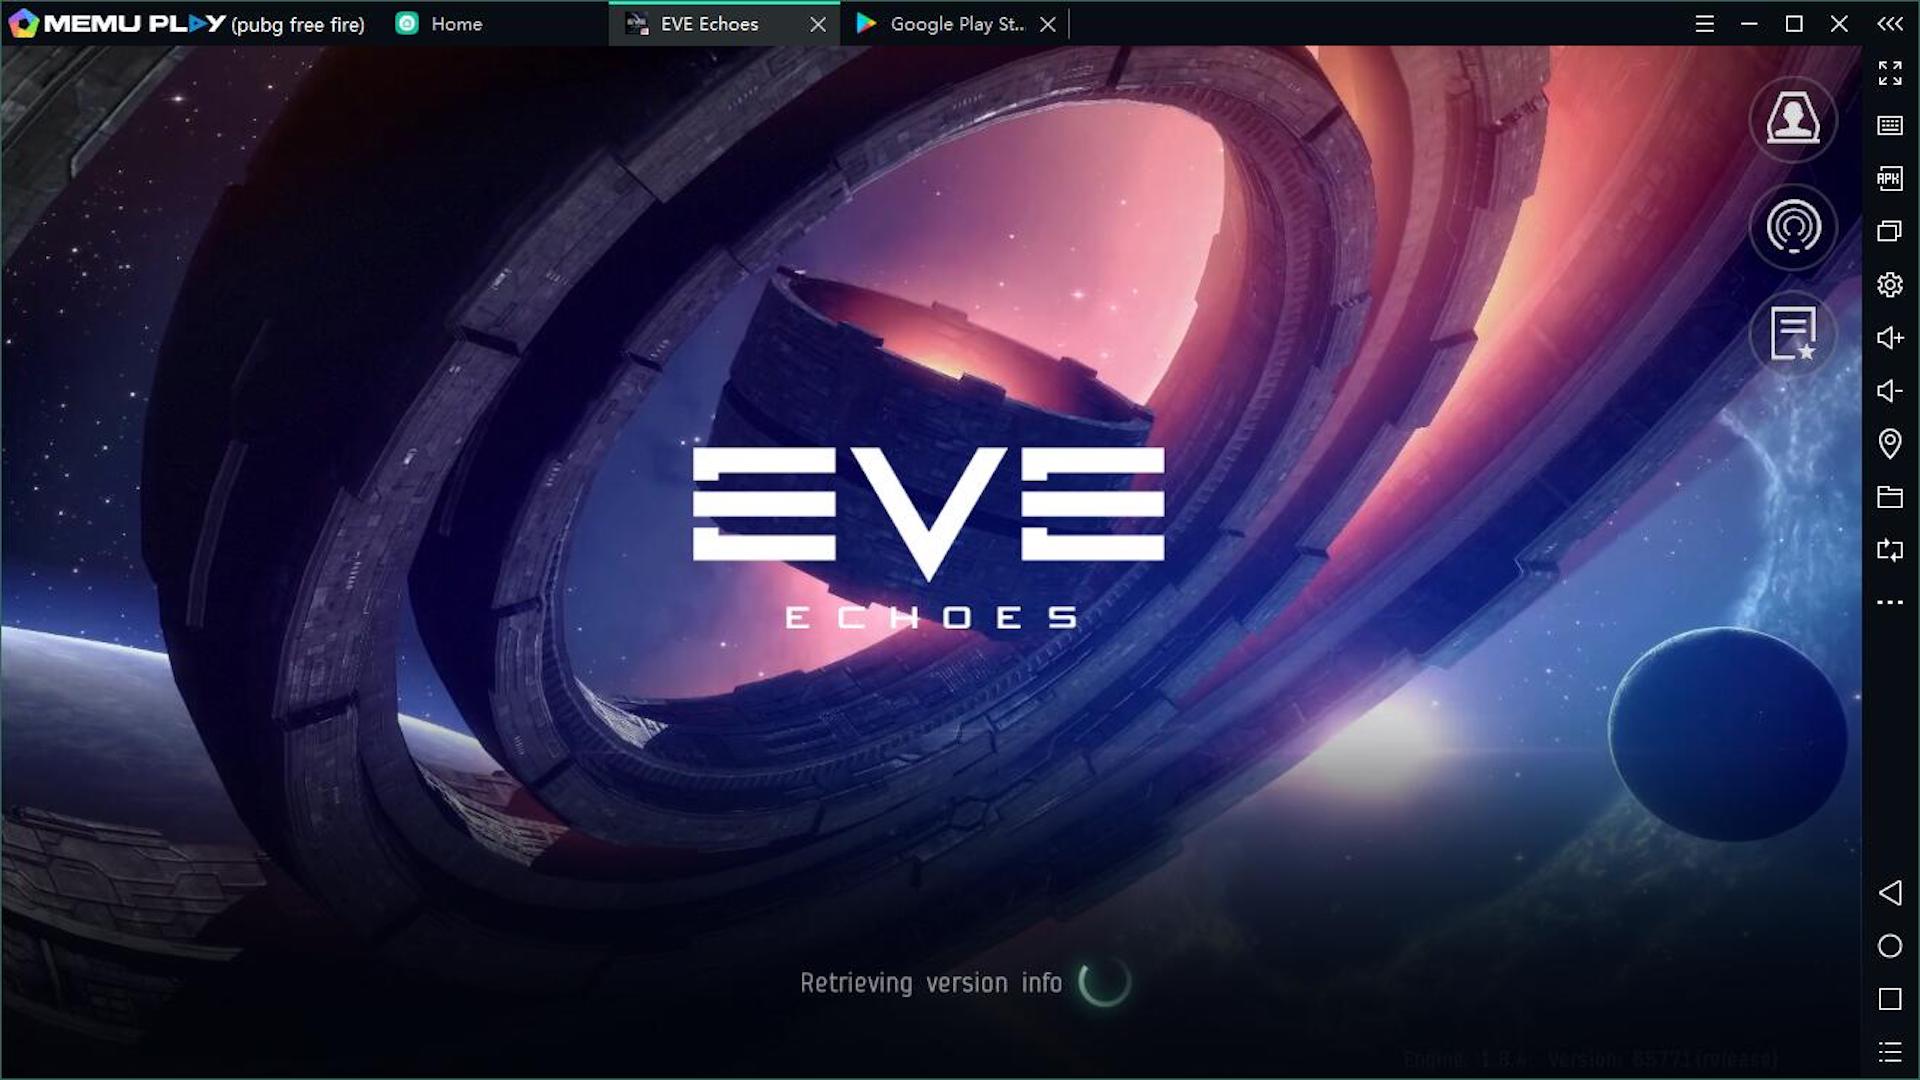 MEMU PLAY (pubg free fire)
Home
EVE Echoes
Google Play St...
APK
EVE
ECHOES
Retrieving version info
Engine: 1.8.4 Version: 65771(release)